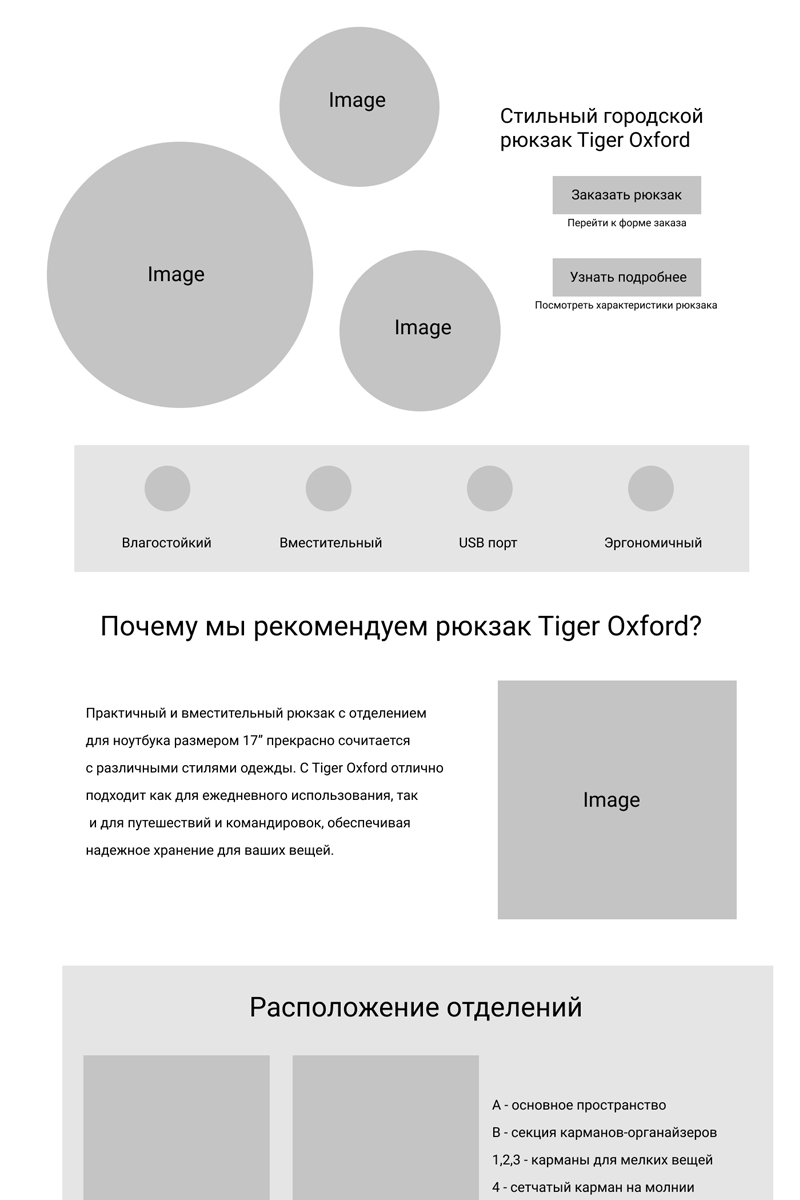 Image
Стильный городской
рюкзак Tiger Oxford
Заказать рюкзак
Перейти к форме заказа
Image
Узнать подробнее
Посмотреть характеристики рюкзака
Image
Влагостойкий
Вместительный
USB порт
Эргономичный
Почему мы рекомендуем рюкзак Tiger Oxford?
Практичный и вместительный рюкзак с отделением
для ноутбука размером 17” прекрасно сочитается
с различными стилями одежды. С Tiger Oxford отлично
подходит как для ежедневного использования, так
и для путешествий и командировок, обеспечивая
надежное хранение для ваших вещей.
Image
Расположение отделений
A - основное пространство
B - секция карманов-органайзеров
1,2,3 - карманы для мелких вещей
4 - сетчатый карман на молнии